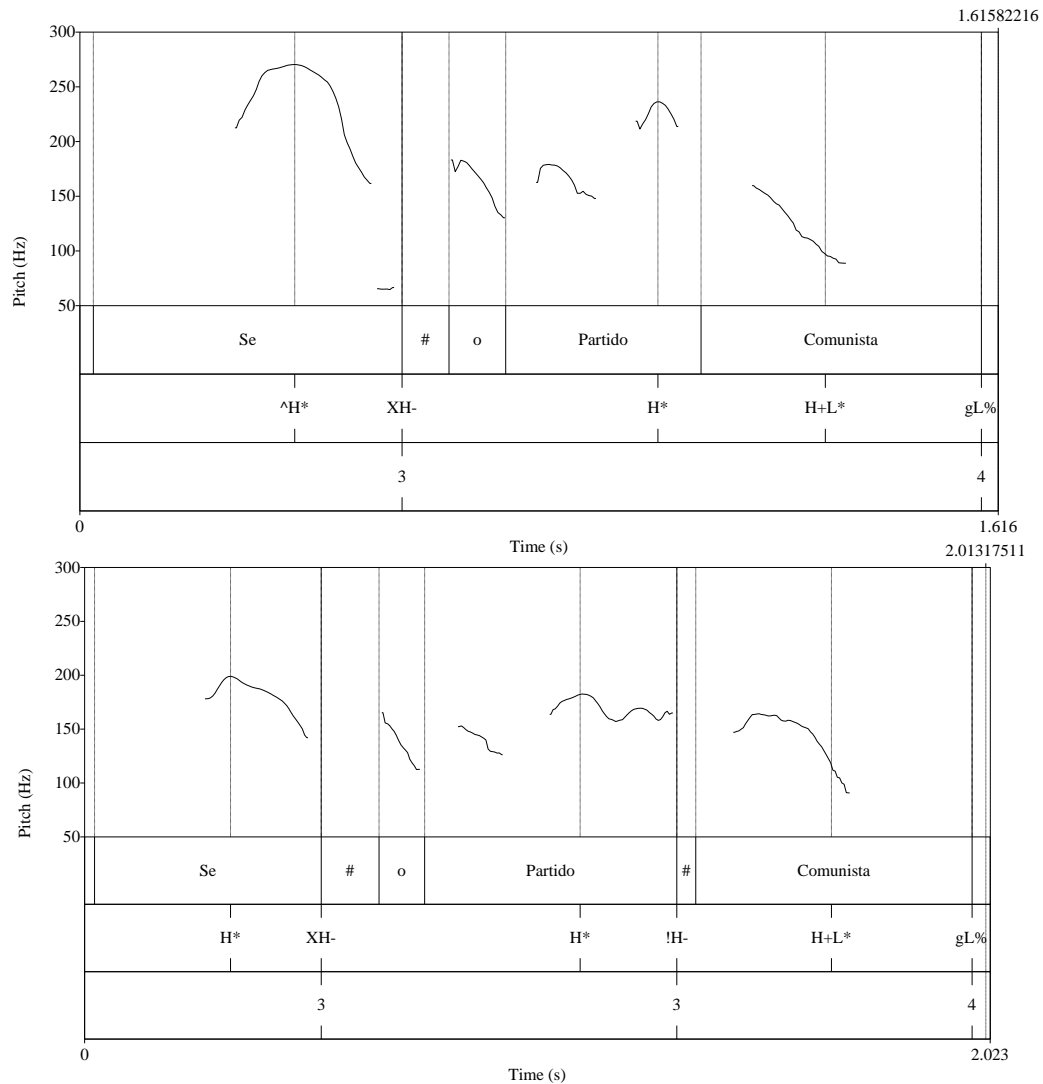 1.61582216
300
250
200
150
100
50
Pitch (Hz)
Se # o Partido Comunista
^H* XH- H* H+L* gL%
3 4
0 1.616
Time (s)
2.01317511
300
250
200
150
100
50
Pitch (Hz)
Se # o Partido # Comunista
H* XH- H* !H- H+L* gL%
3 3 4
0 2.023
Time (s)